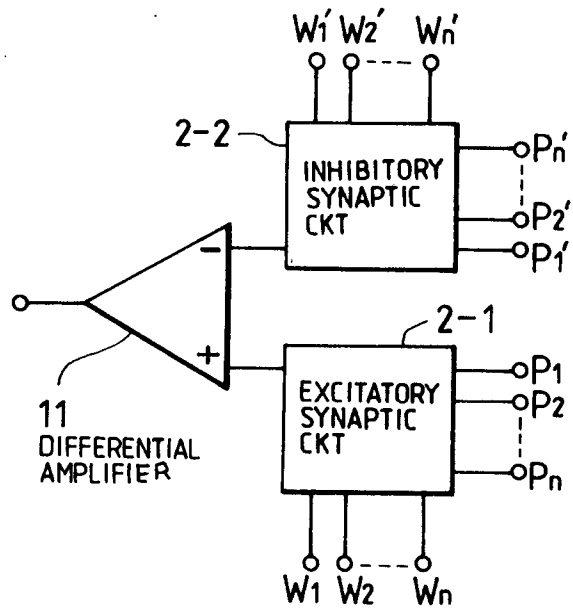 W1' W2' Wn'
2-2
INHIBITORY
SYNAPTIC
CKT
Pn'
P2'
P1'
−
+
2-1
EXCITATORY
SYNAPTIC
CKT
P1
P2
Pn
11
DIFFERENTIAL
AMPLIFIER
W1 W2 Wn